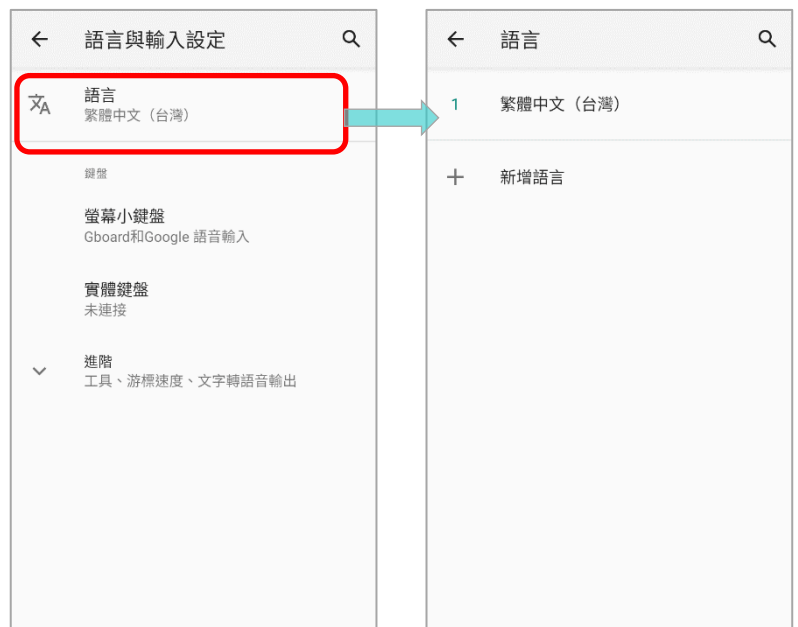 語言與輸入設定
語言
繁體中文（台灣）
鍵盤
螢幕小鍵盤
Gboard和Google 語音輸入
實體鍵盤
未連接
進階
工具、游標速度、文字轉語音輸出
語言
1 繁體中文（台灣）
新增語言